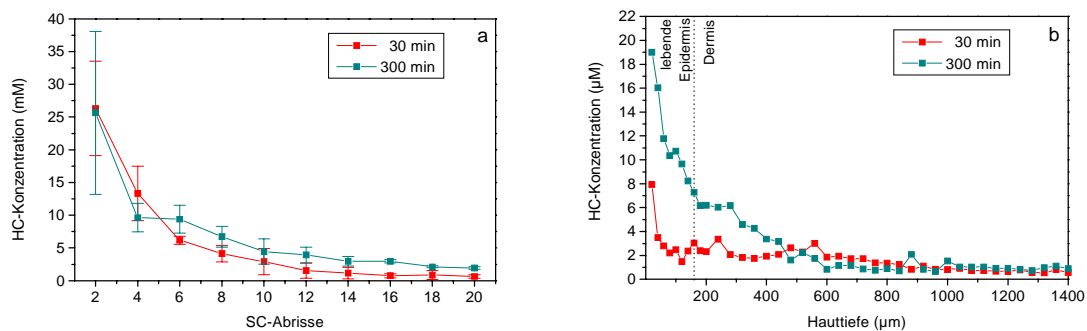 a
30 min
300 min
HC-Konzentration (mM)
40
35
30
25
20
15
10
5
0
2 4 6 8 10 12 14 16 18 20
SC-Abrisse
b
30 min
300 min
lebende
Epidermis
Dermis
HC-Konzentration (µM)
22
20
18
16
14
12
10
8
6
4
2
0
200 400 600 800 1000 1200 1400
Hauttiefe (µm)